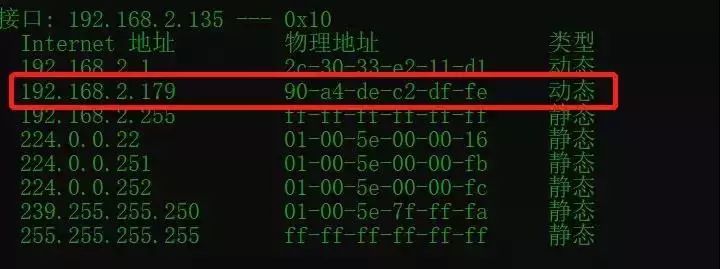 接口: 192.168.2.135 --- 0x10
Internet 地址 物理地址 类型
192.168.2.1 2c-30-33-e2-11-d1 动态
192.168.2.179 90-a4-de-c2-df-fe 动态
192.168.2.255 ff-ff-ff-ff-ff-ff 静态
224.0.0.22 01-00-5e-00-00-16 静态
224.0.0.251 01-00-5e-00-00-fb 静态
224.0.0.252 01-00-5e-00-00-fc 静态
239.255.255.250 01-00-5e-7f-ff-fa 静态
255.255.255.255 ff-ff-ff-ff-ff-ff 静态